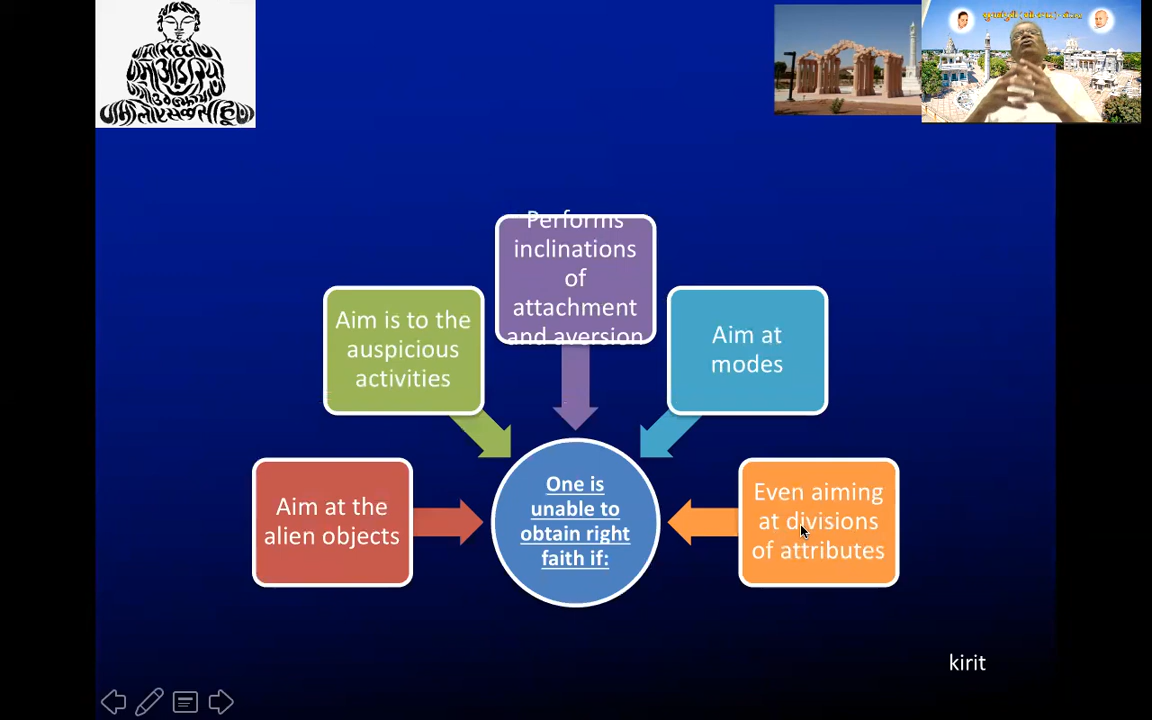 Performs
inclinations
of
attachment
and aversion
Aim is to the
auspicious
activities
Aim at
modes
Aim at the
alien objects
One is
unable to
obtain right
faith if:
Even aiming
at divisions
of attributes
kirit